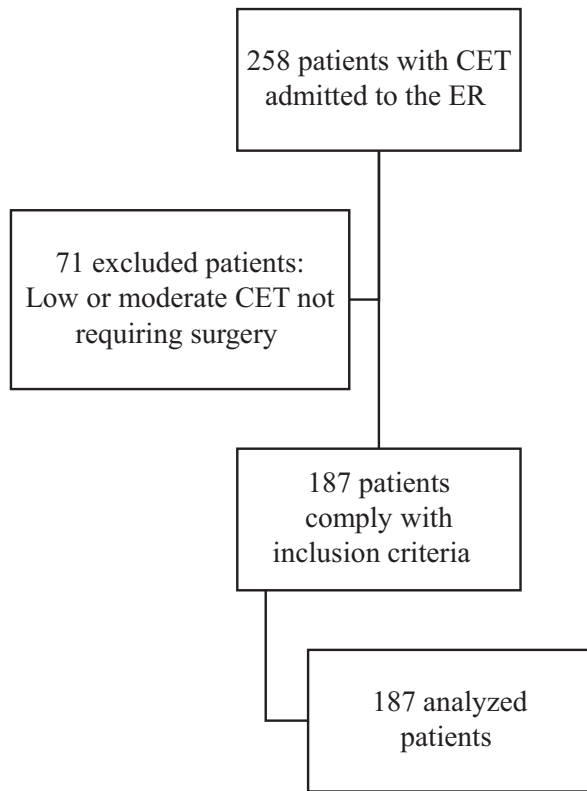 258 patients with CET
admitted to the ER
71 excluded patients:
Low or moderate CET not
requiring surgery
187 patients
comply with
inclusion criteria
187 analyzed
patients